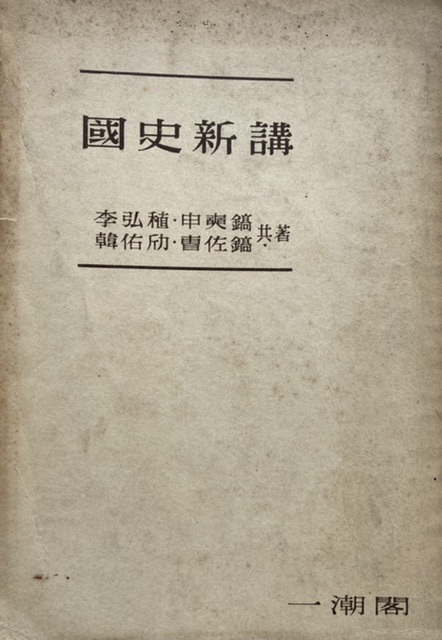 國史新講
李弘稙·申奭鎬
韓㳓劤·曺佐鎬 共著
一潮閣